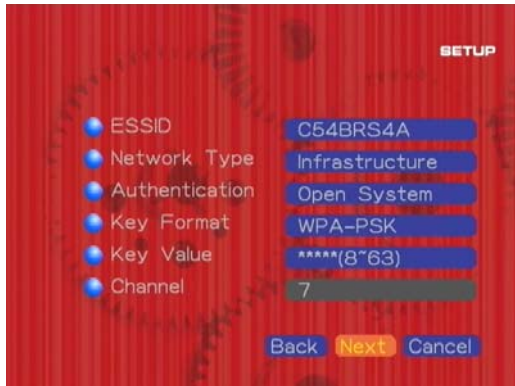 SETUP
ESSID C54BRS4A
Network Type Infrastructure
Authentication Open System
Key Format WPA-PSK
Key Value *****(8~63)
Channel 7
Back Next Cancel